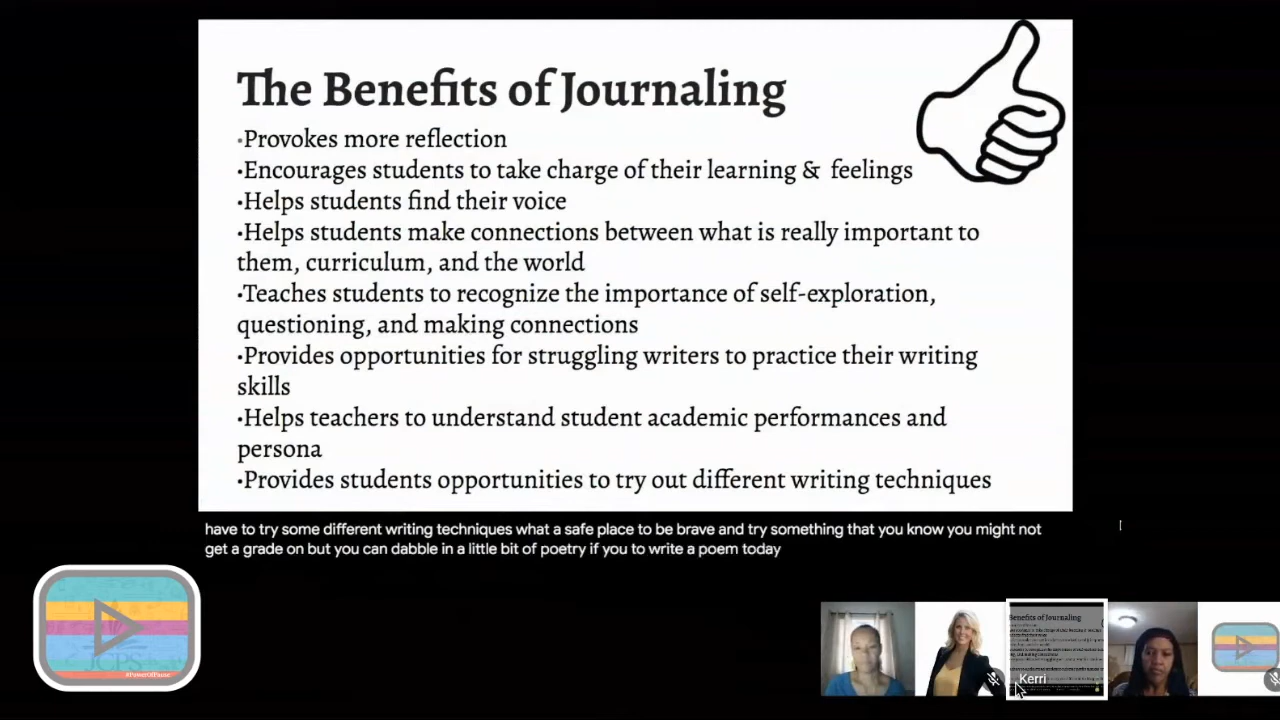 The Benefits of Journaling
•Provokes more reflection
•Encourages students to take charge of their learning &  feelings
•Helps students find their voice
•Helps students make connections between what is really important to
them, curriculum, and the world
•Teaches students to recognize the importance of self-exploration,
questioning, and making connections
•Provides opportunities for struggling writers to practice their writing
skills
•Helps teachers to understand student academic performances and
persona
•Provides students opportunities to try out different writing techniques
have to try some different writing techniques what a safe place to be brave and try something that you know you might not
get a grade on but you can dabble in a little bit of poetry if you to write a poem today
JCPS
#PowerOfPause
Benefits of Journaling
Kerri